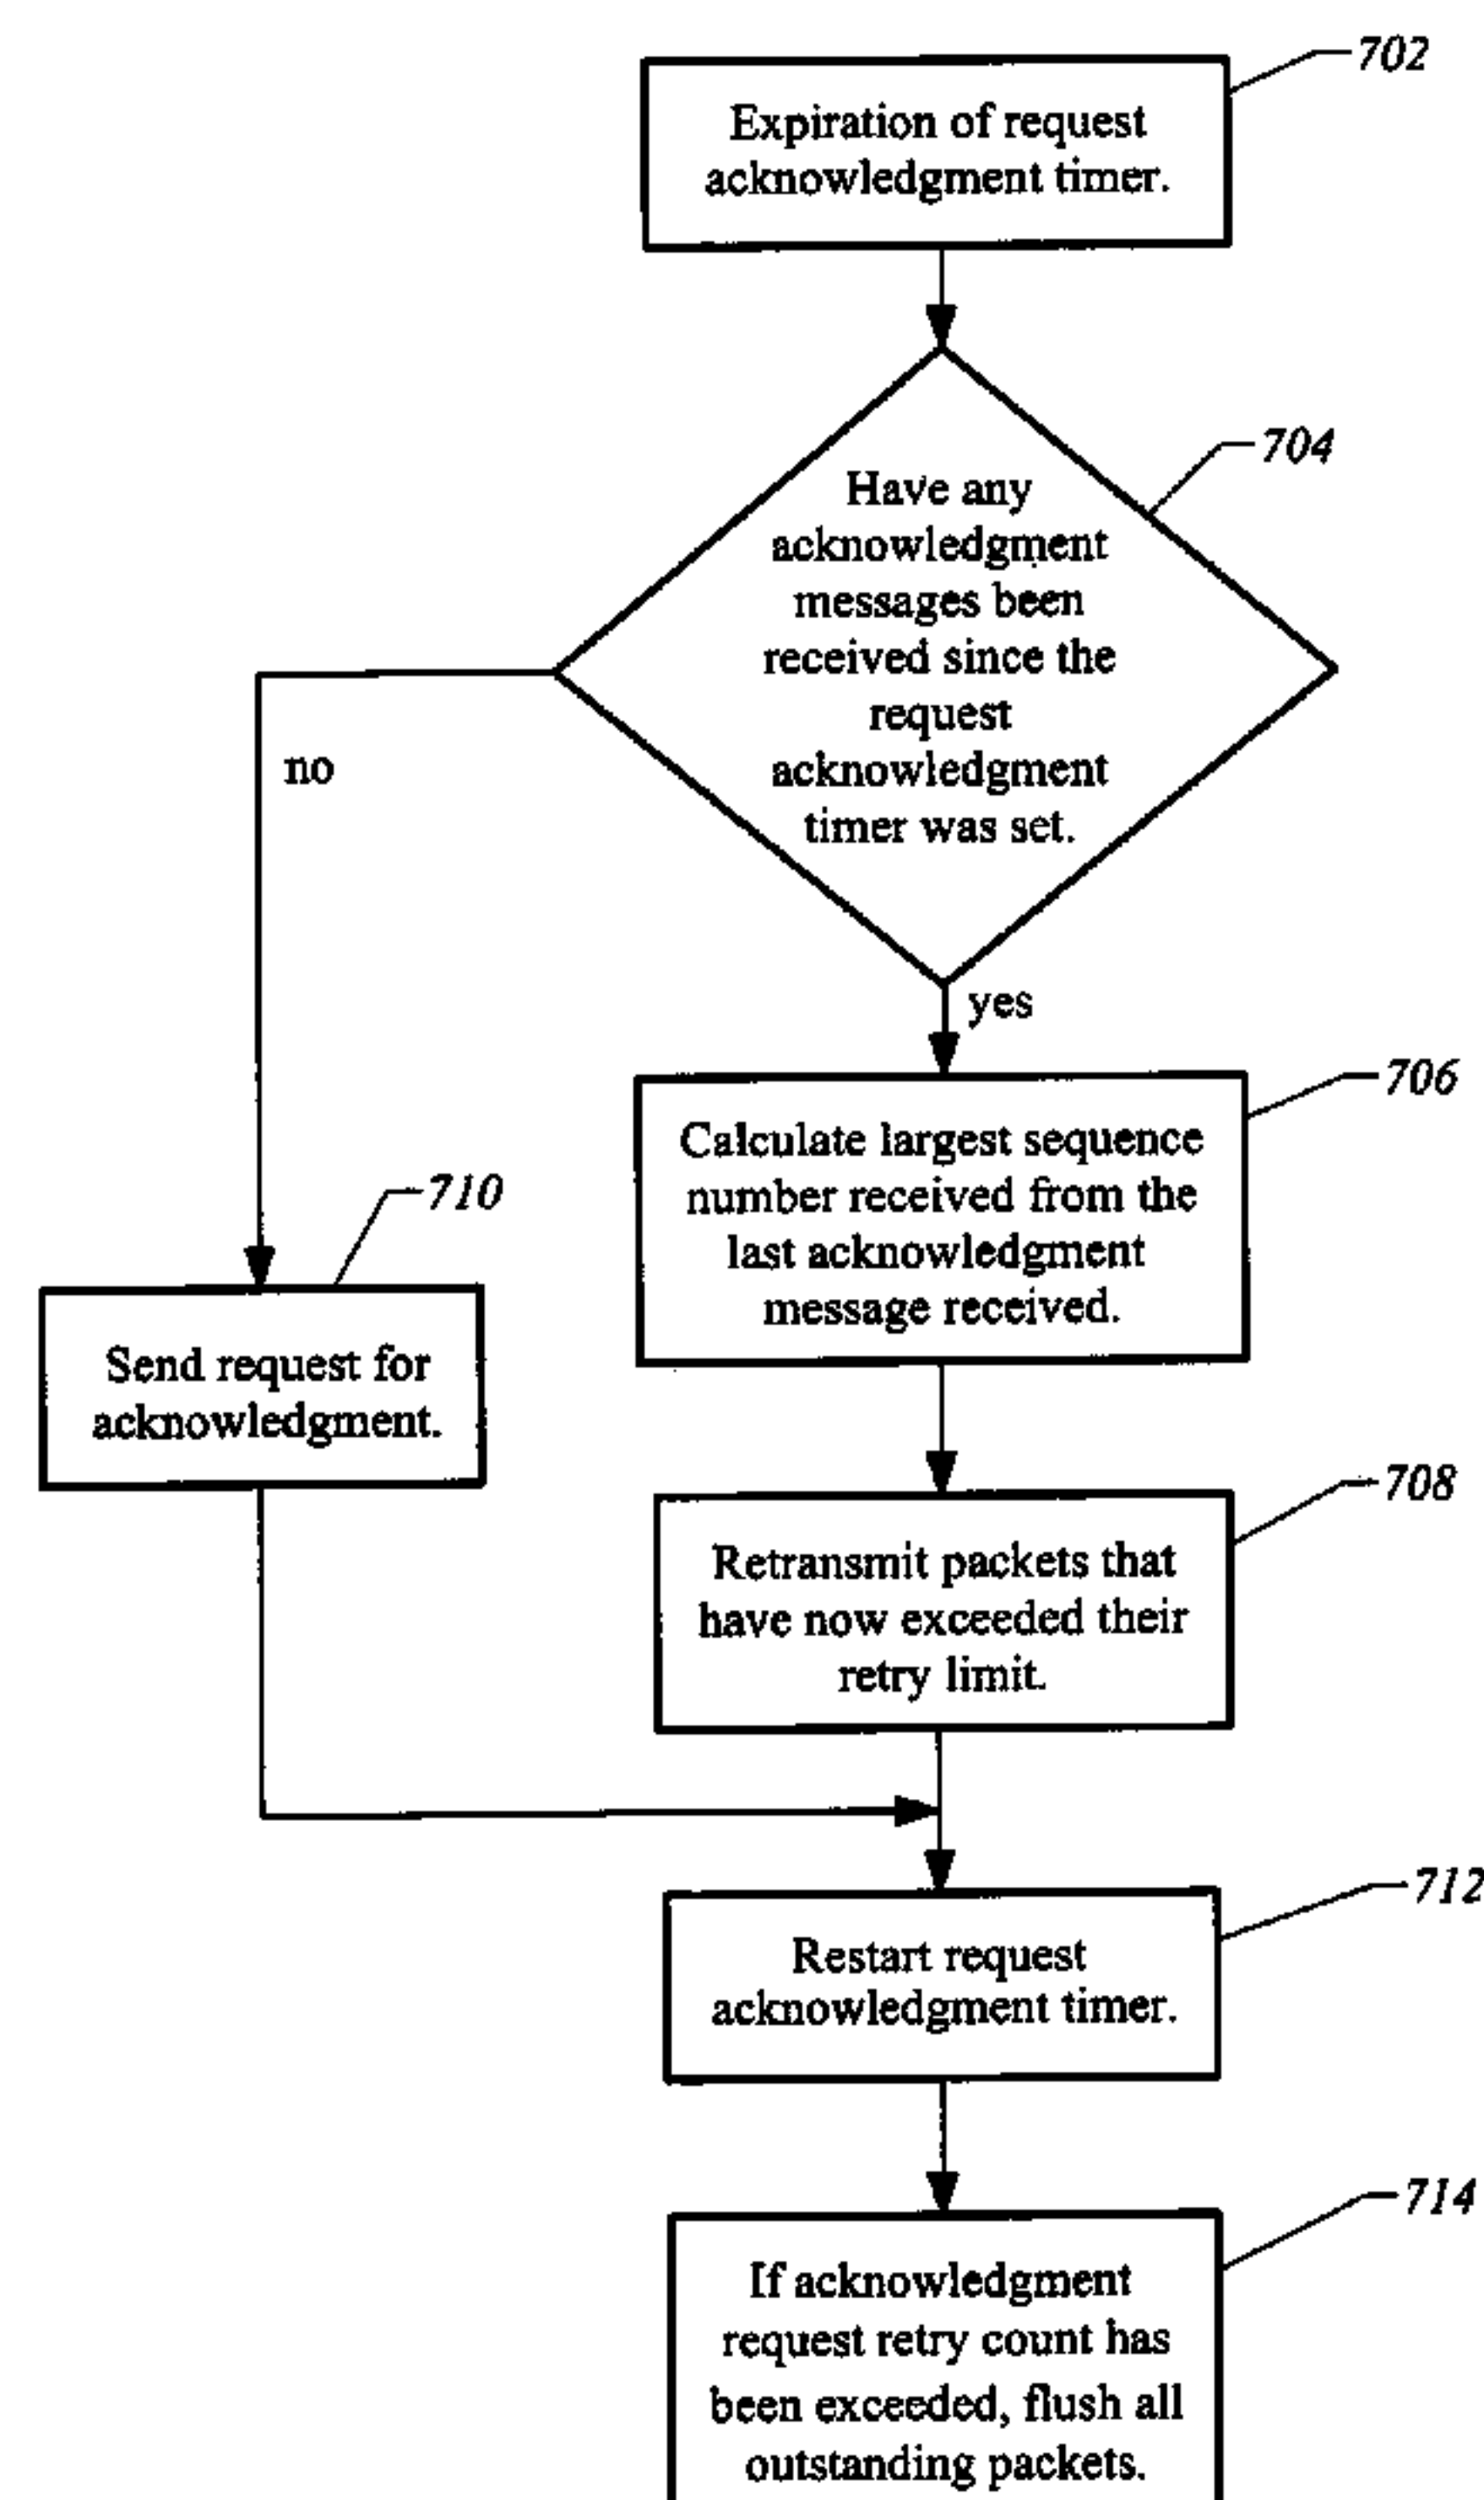 702
Expiration of request
acknowledgment timer.
704
Have any
acknowledgment
messages been
received since the
request
acknowledgment
timer was set.
no
yes
706
Calculate largest sequence
number received from the
last acknowledgment
message received.
710
Send request for
acknowledgment.
708
Retransmit packets that
have now exceeded their
retry limit.
712
Restart request
acknowledgment timer.
714
If acknowledgment
request retry count has
been exceeded, flush all
outstanding packets.